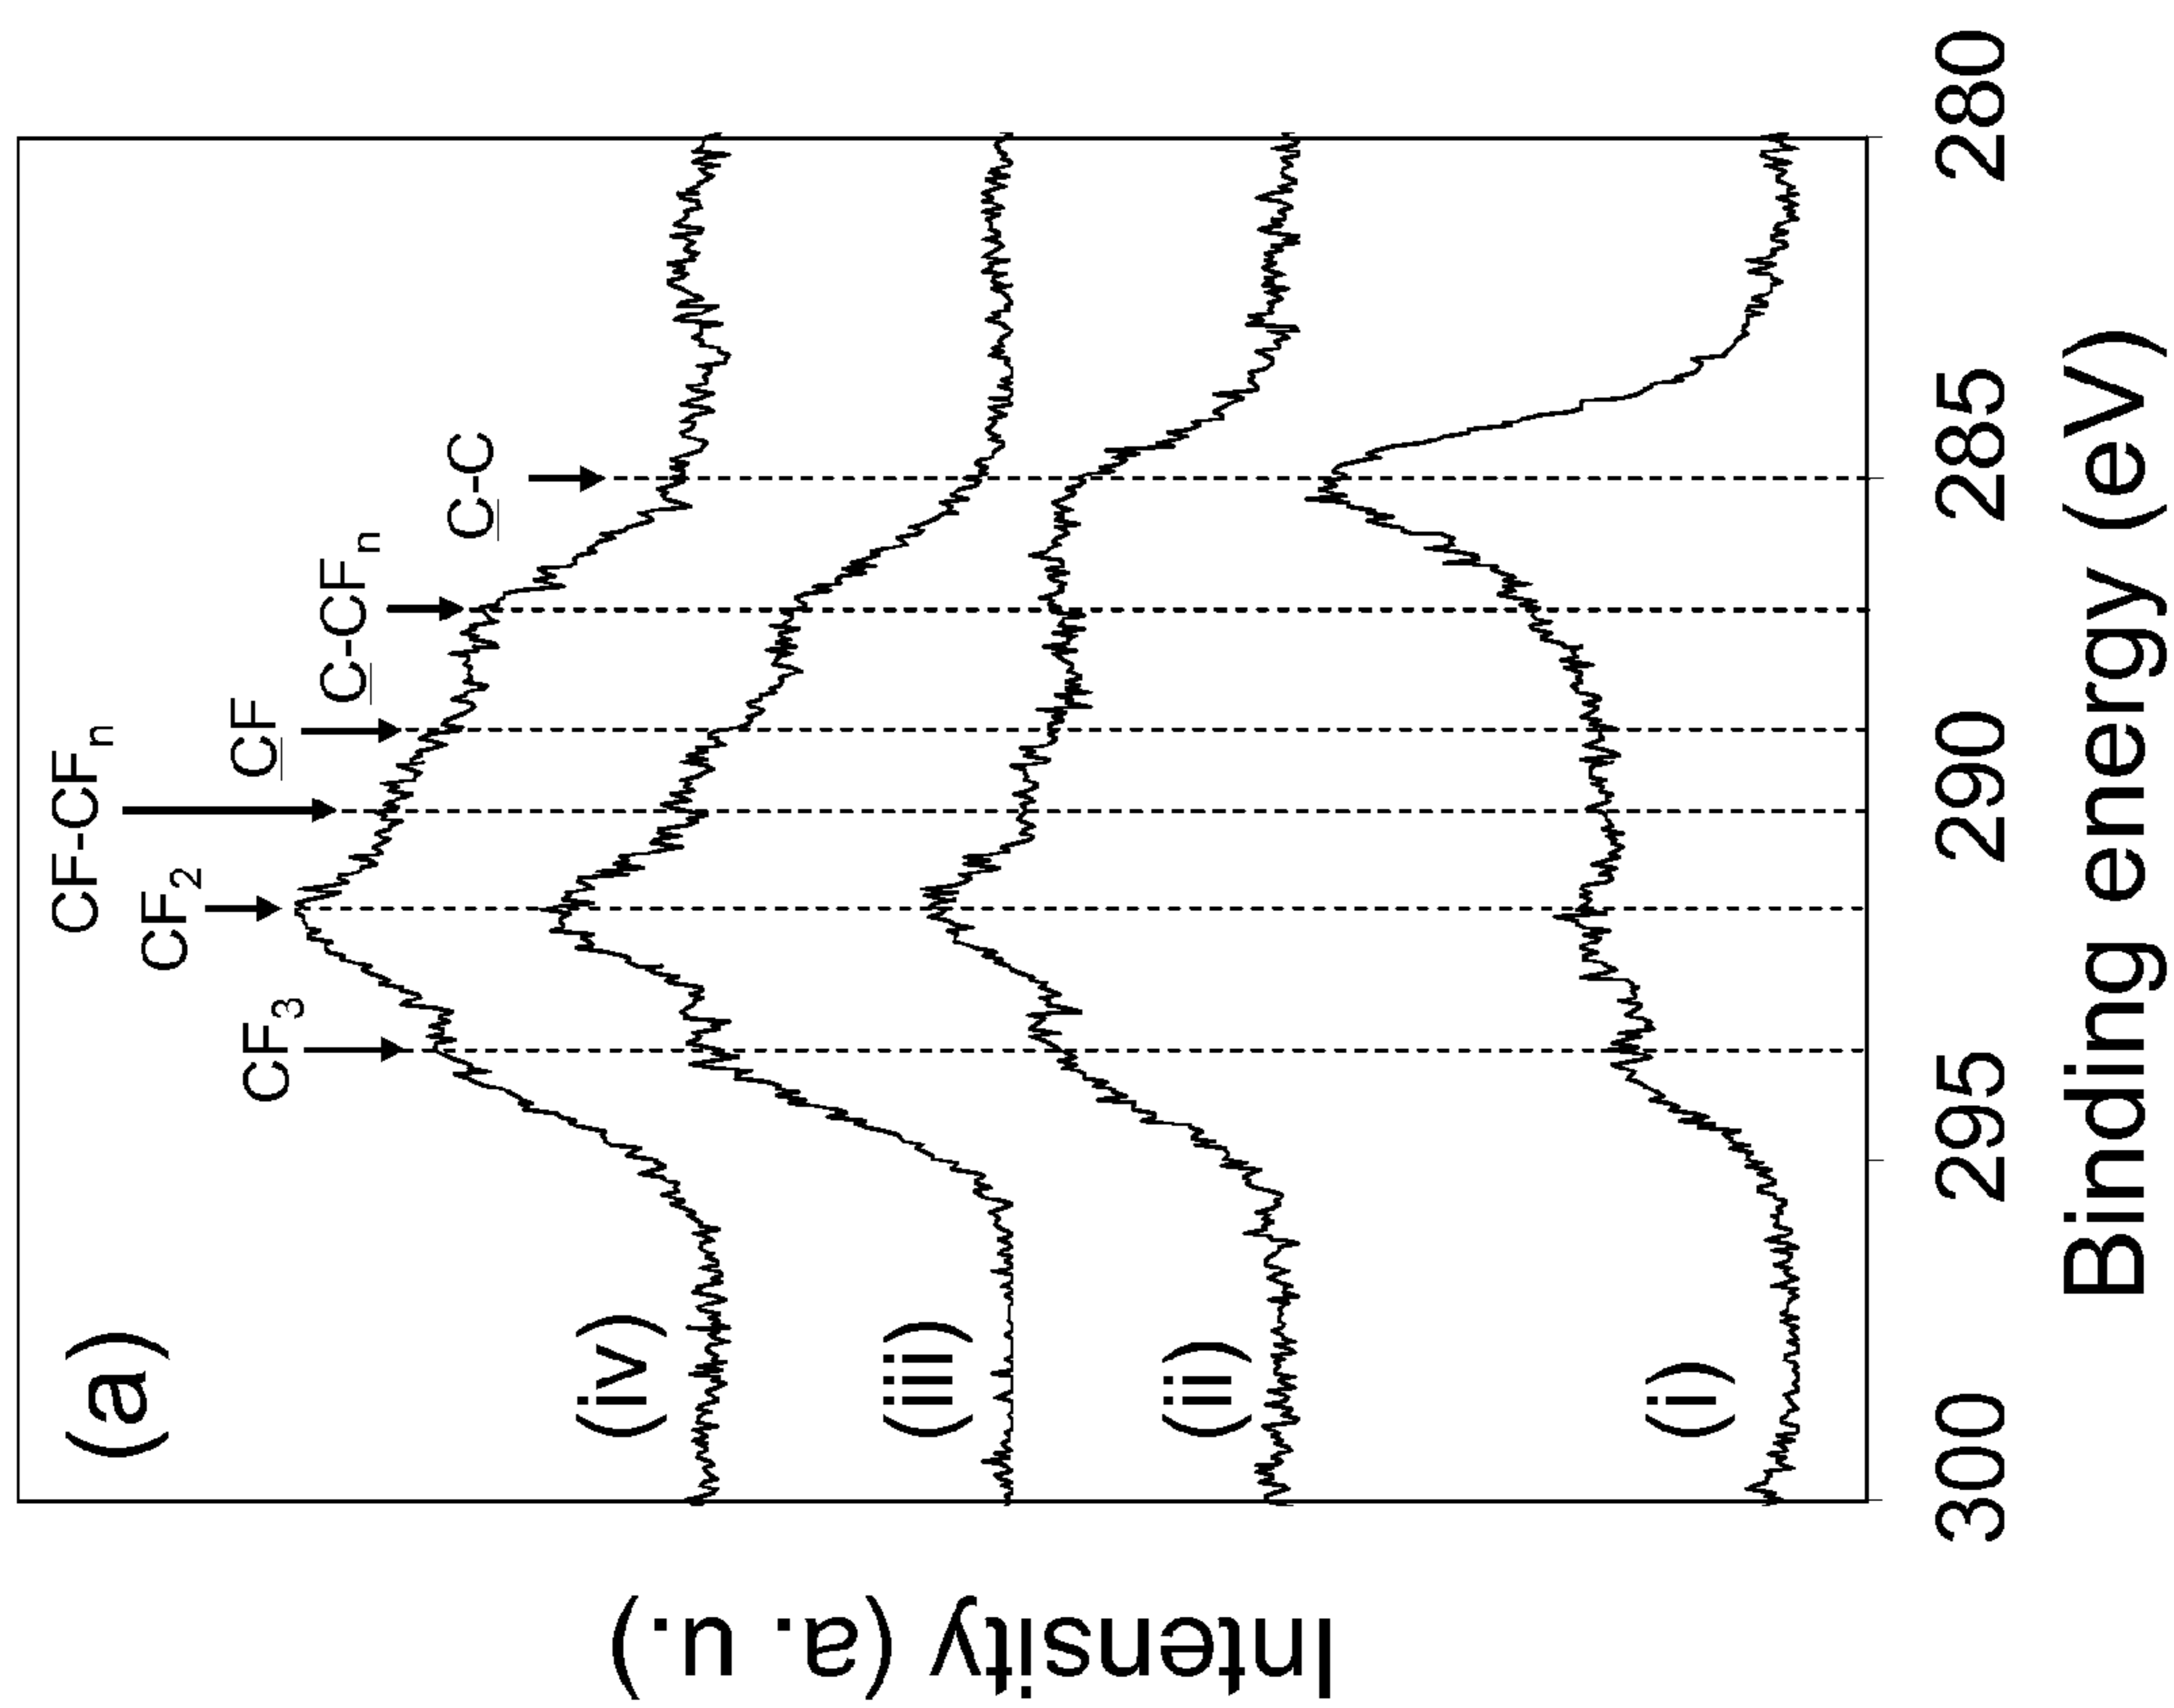 (a)
CF-CFn
CF2
CF3
CF
C-CFn
C-C
(iv)
(iii)
(ii)
(i)
300 295 290 285 280
Binding energy (eV)
Intensity (a. u.)